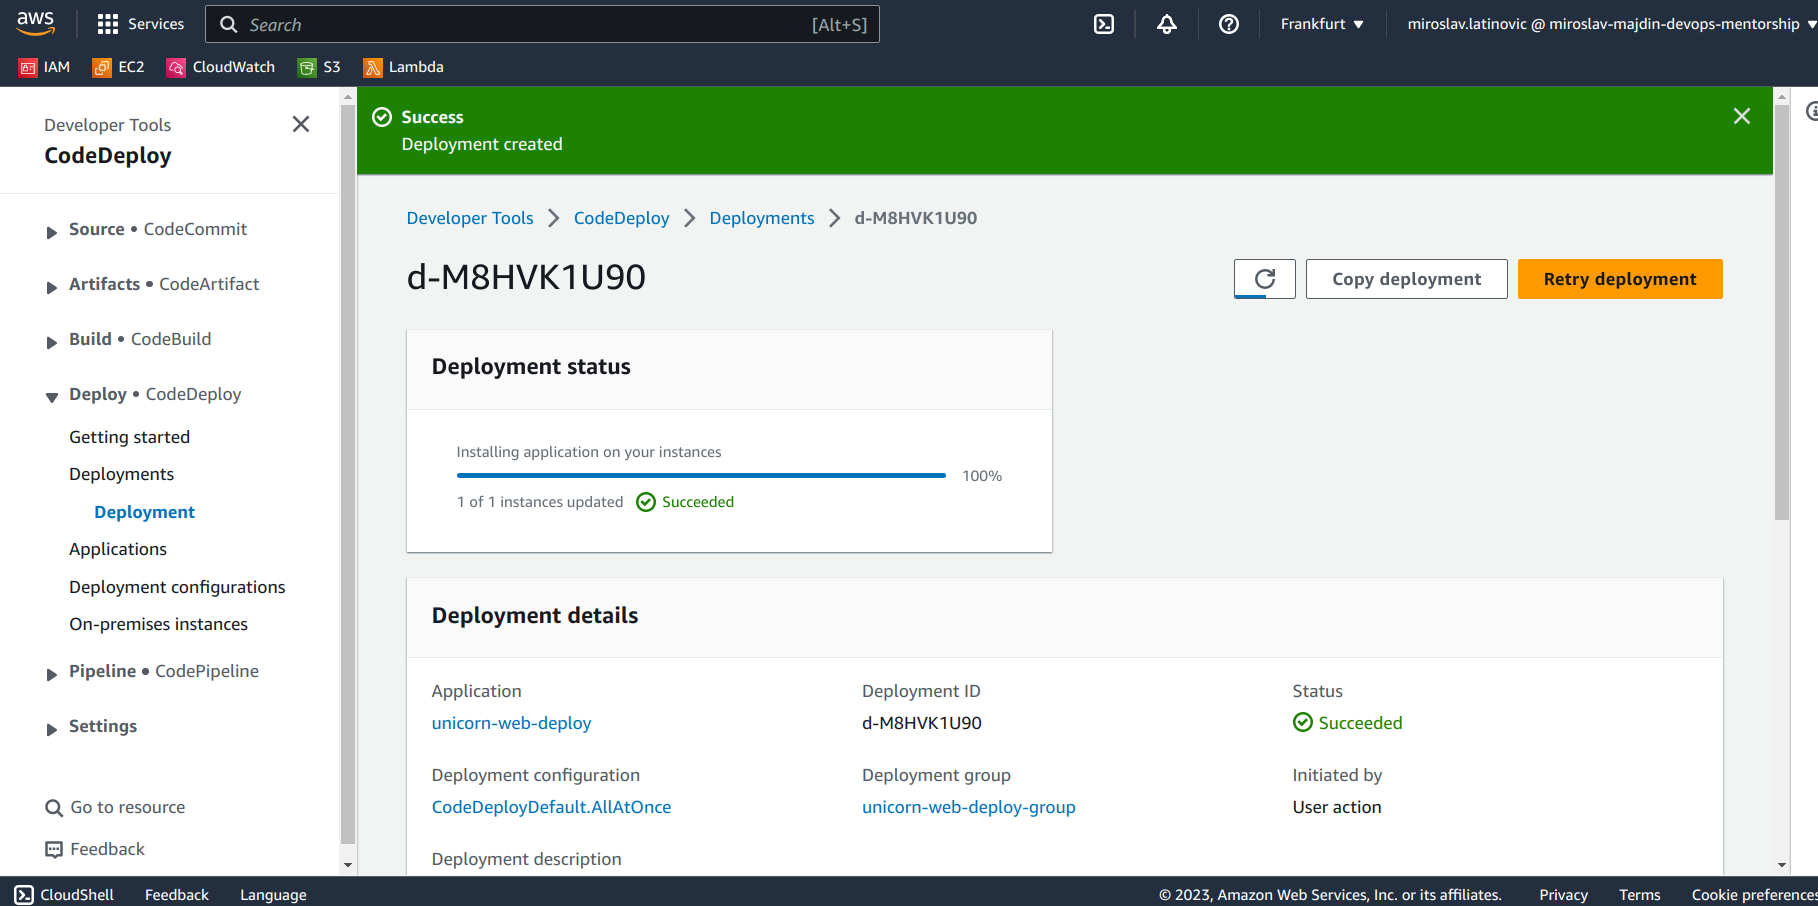 aws
Services
Search [Alt+S]
Frankfurt
miroslav.latinovic @ miroslav-majdin-devops-mentorship
IAM EC2 CloudWatch S3 Lambda
Developer Tools
CodeDeploy
Source • CodeCommit
Artifacts • CodeArtifact
Build • CodeBuild
Deploy • CodeDeploy
Getting started
Deployments
Deployment
Applications
Deployment configurations
On-premises instances
Pipeline • CodePipeline
Settings
Go to resource
Feedback
Success
Deployment created
Developer Tools CodeDeploy Deployments d-M8HVK1U90
d-M8HVK1U90
Copy deployment
Retry deployment
Deployment status
Installing application on your instances
100%
1 of 1 instances updated Succeeded
Deployment details
Application Deployment ID Status
unicorn-web-deploy d-M8HVK1U90 Succeeded
Deployment configuration Deployment group Initiated by
CodeDeployDefault.AllAtOnce unicorn-web-deploy-group User action
Deployment description
CloudShell Feedback Language © 2023, Amazon Web Services, Inc. or its affiliates. Privacy Terms Cookie preferences